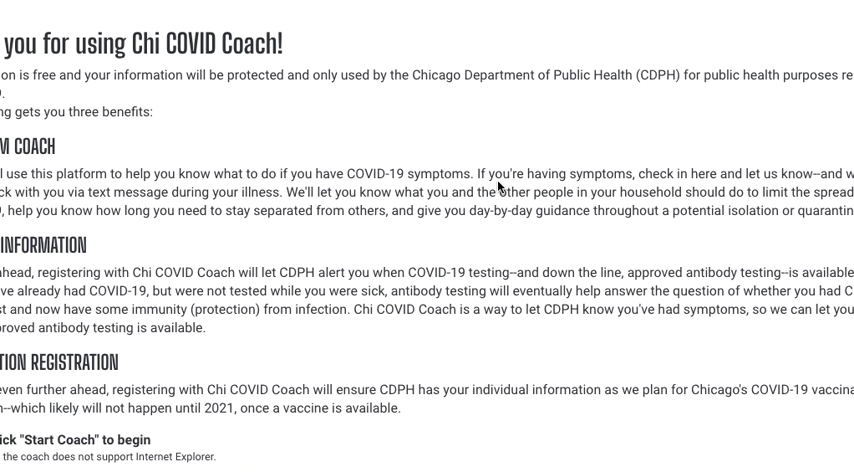 you for using Chi COVID Coach!
on is free and your information will be protected and only used by the Chicago Department of Public Health (CDPH) for public health purposes re
9.
ng gets you three benefits:
M COACH
l use this platform to help you know what to do if you have COVID-19 symptoms. If you're having symptoms, check in here and let us know--and w
ck with you via text message during your illness. We'll let you know what you and the other people in your household should do to limit the spread
9, help you know how long you need to stay separated from others, and give you day-by-day guidance throughout a potential isolation or quarantin
INFORMATION
ahead, registering with Chi COVID Coach will let CDPH alert you when COVID-19 testing--and down the line, approved antibody testing--is available
ve already had COVID-19, but were not tested while you were sick, antibody testing will eventually help answer the question of whether you had C
st and now have some immunity (protection) from infection. Chi COVID Coach is a way to let CDPH know you've had symptoms, so we can let you
proved antibody testing is available.
TION REGISTRATION
even further ahead, registering with Chi COVID Coach will ensure CDPH has your individual information as we plan for Chicago's COVID-19 vaccina
n--which likely will not happen until 2021, once a vaccine is available.
ick "Start Coach" to begin
the coach does not support Internet Explorer.